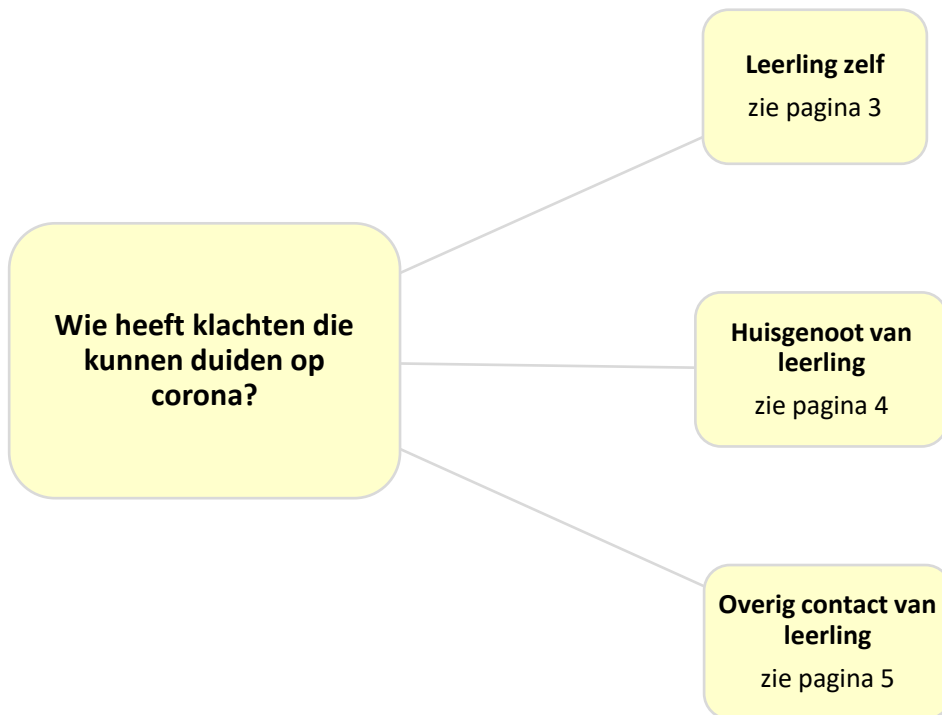 Leerling zelf
zie pagina 3
Wie heeft klachten die
kunnen duiden op
corona?
Huisgenoot van
leerling
zie pagina 4
Overig contact van
leerling
zie pagina 5